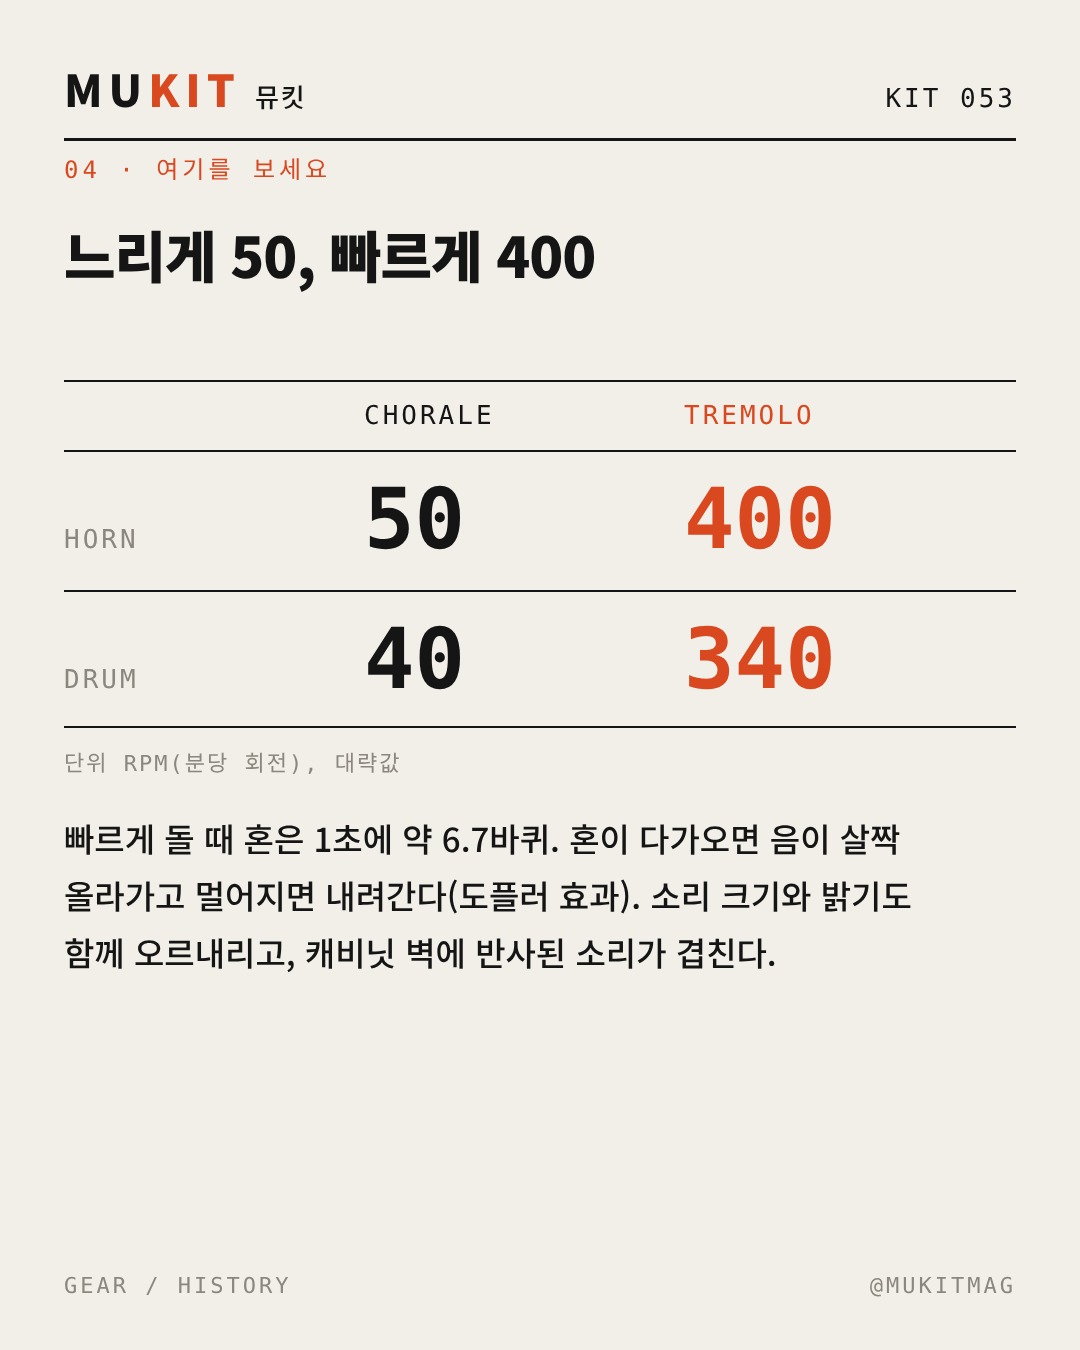 MUKIT 뮤킷 KIT 053
04 · 여기를 보세요
느리게 50, 빠르게 400
CHORALE TREMOLO
HORN 50 400
DRUM 40 340
단위 RPM(분당 회전), 대략값
빠르게 돌 때 혼은 1초에 약 6.7바퀴. 혼이 다가오면 음이 살짝
올라가고 멀어지면 내려간다(도플러 효과). 소리 크기와 밝기도
함께 오르내리고, 캐비닛 벽에 반사된 소리가 겹친다.
GEAR / HISTORY @MUKITMAG